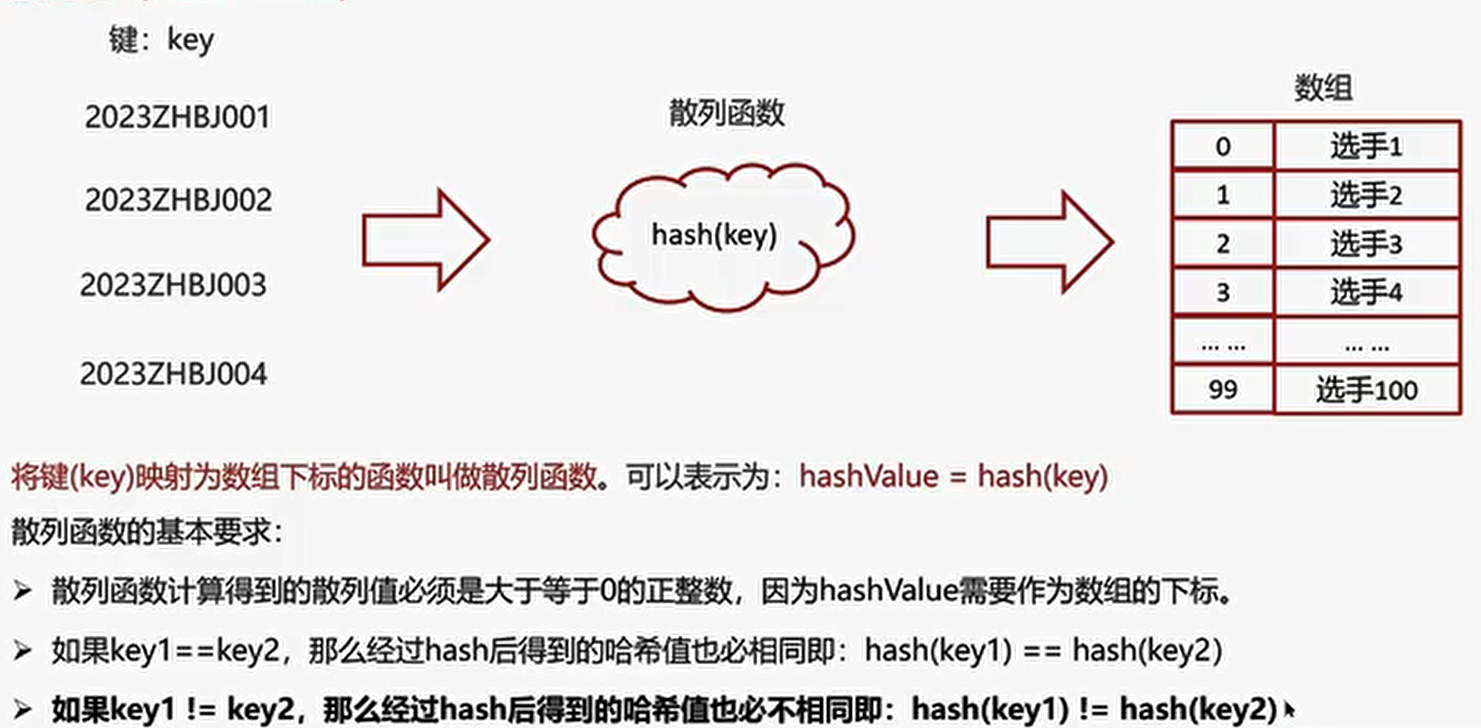 键：key
2023ZHBJ001
2023ZHBJ002
2023ZHBJ003
2023ZHBJ004
散列函数
hash(key)
数组
0 选手1
1 选手2
2 选手3
3 选手4
... ... ... ...
99 选手100
将键(key)映射为数组下标的函数叫做散列函数。可以表示为：hashValue = hash(key)
散列函数的基本要求：
➢ 散列函数计算得到的散列值必须是大于等于0的正整数，因为hashValue需要作为数组的下标。
➢ 如果key1==key2，那么经过hash后得到的哈希值也必相同即：hash(key1) == hash(key2)
➢ 如果key1 != key2，那么经过hash后得到的哈希值也必不相同即：hash(key1) != hash(key2)